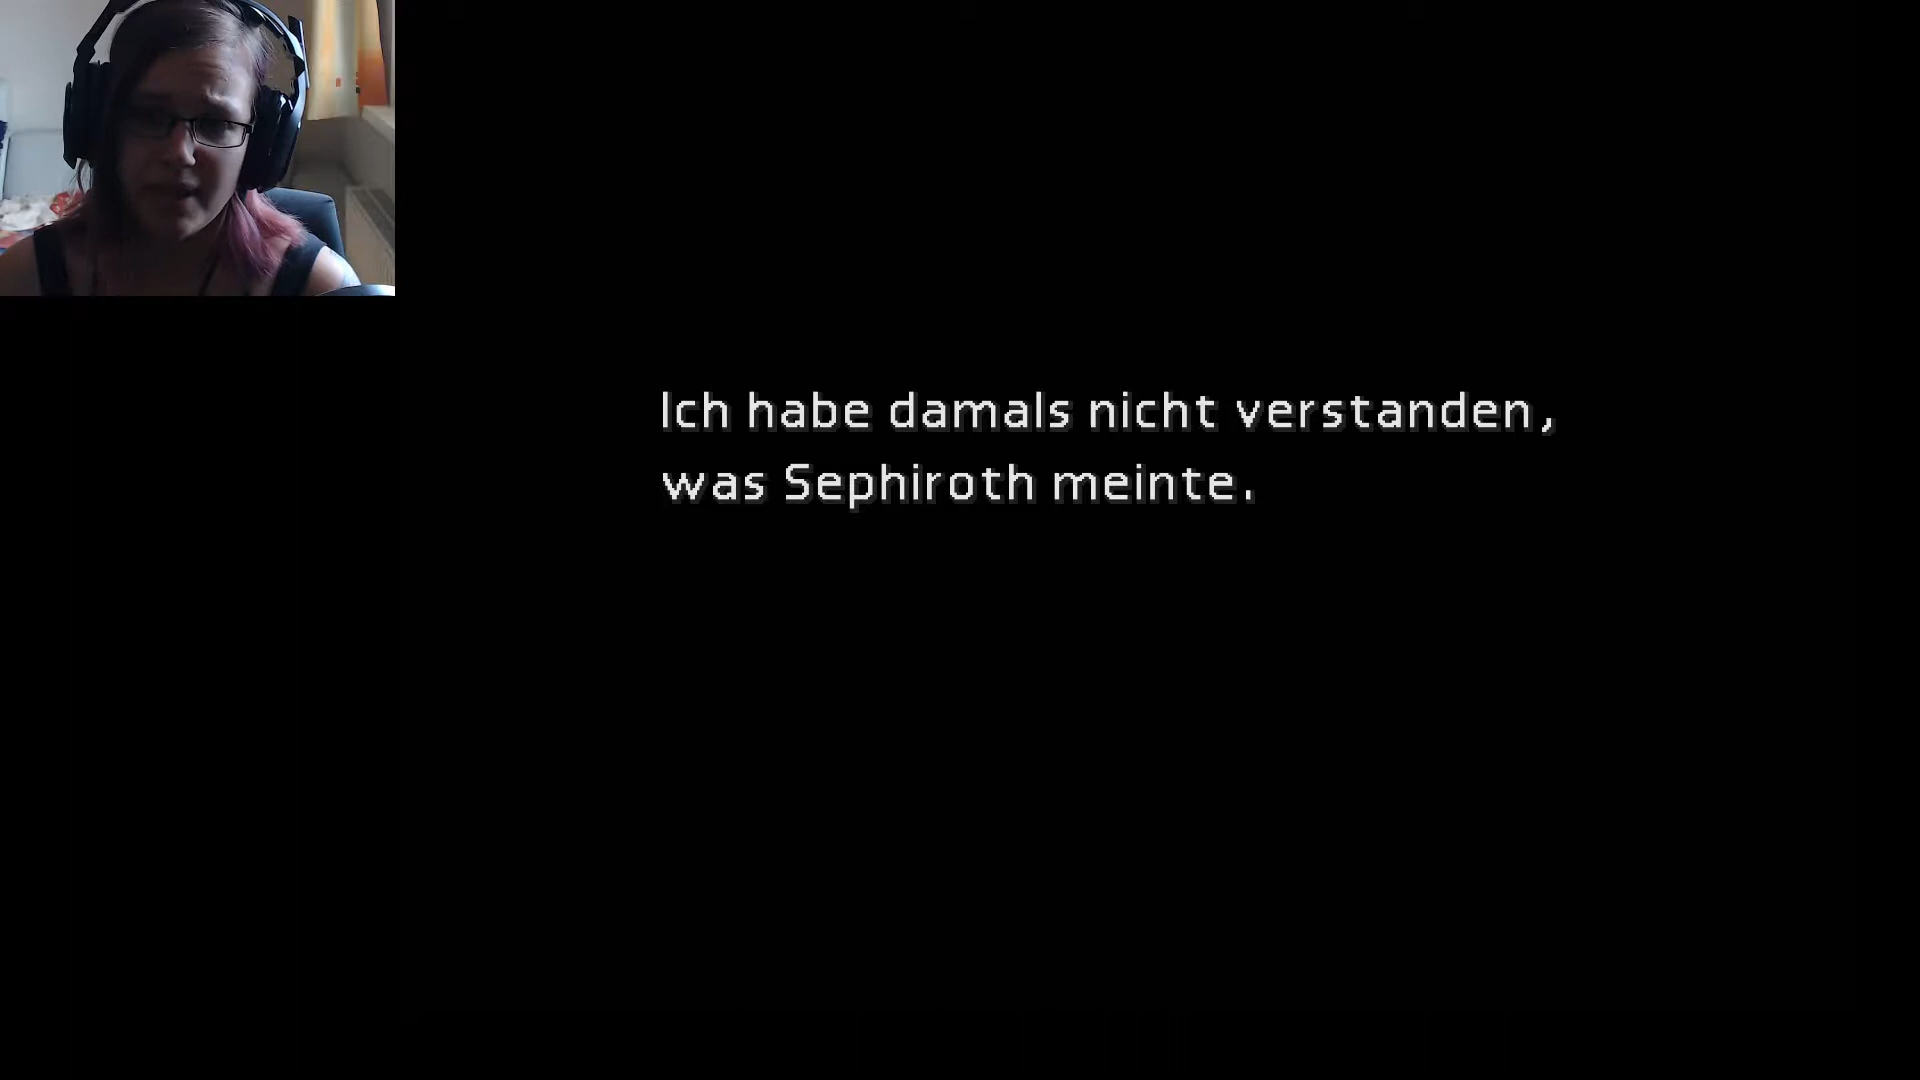 Ich habe damals nicht verstanden,
was Sephiroth meinte.